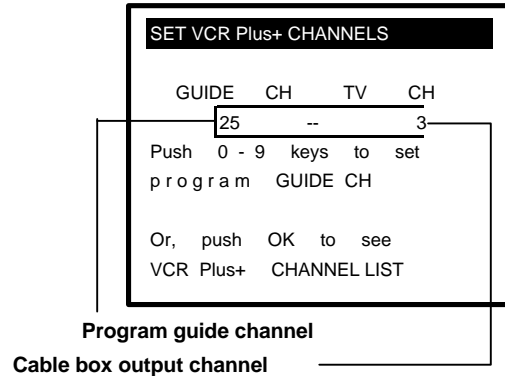 SET VCR Plus+ CHANNELS
GUIDE CH TV CH
25 -- 3
Push 0 - 9 keys to set
program GUIDE CH
Or, push OK to see
VCR Plus+ CHANNEL LIST
Program guide channel
Cable box output channel